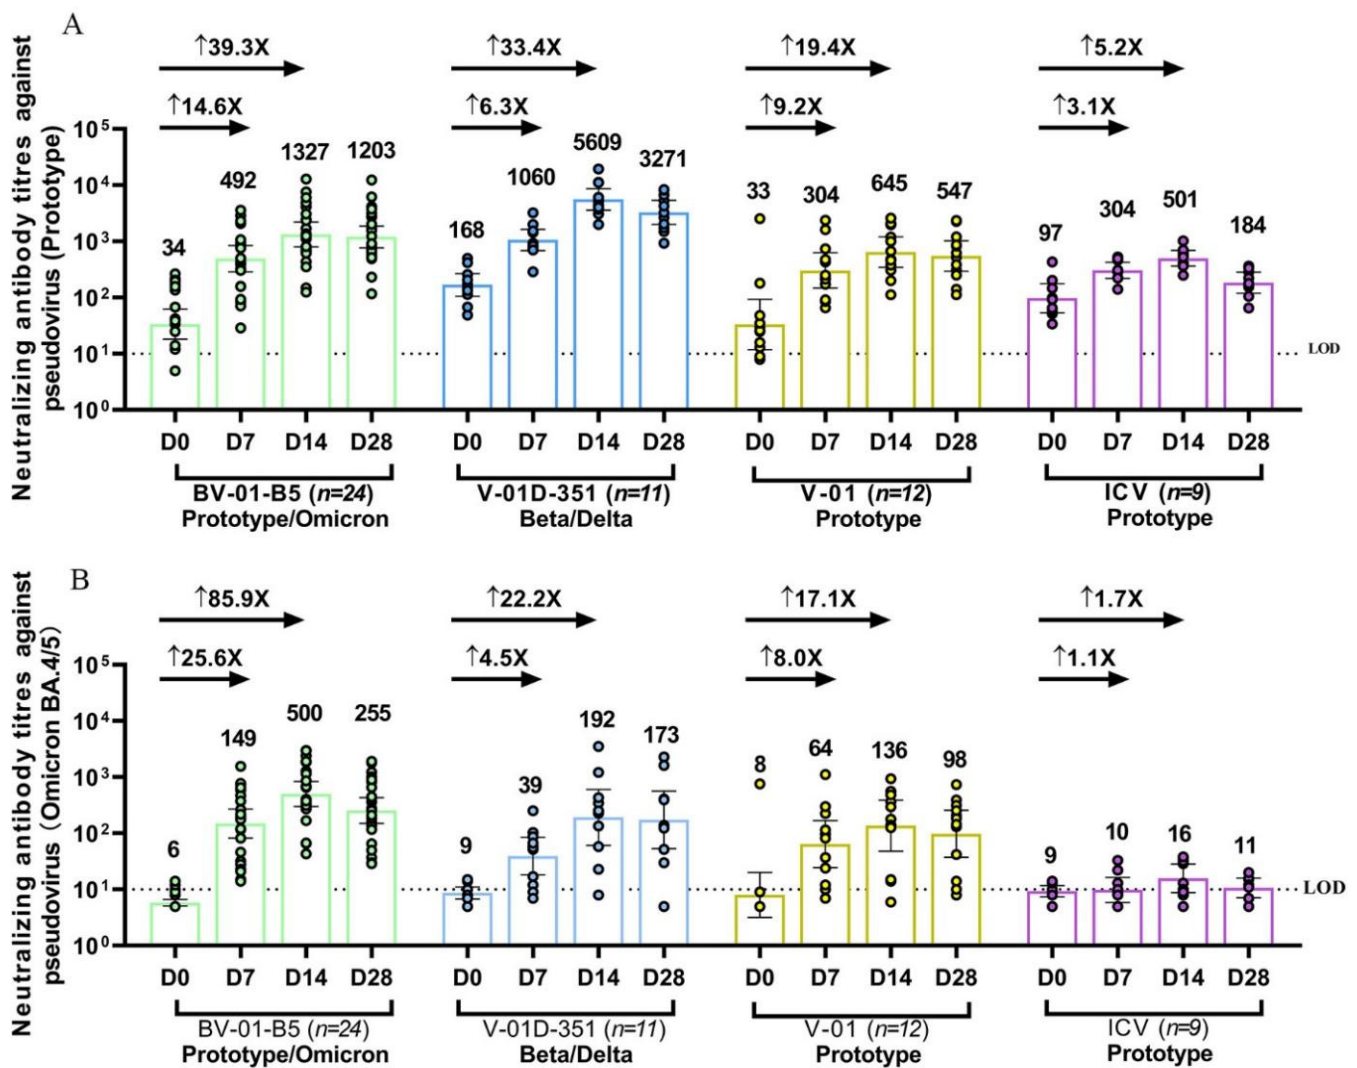 A
Neutralizing antibody titres against
pseudovirus (Prototype)
↑39.3X ↑33.4X ↑19.4X ↑5.2X
↑14.6X ↑6.3X ↑9.2X ↑3.1X
10⁵
10⁴
10³
10²
10¹
10⁰
34 492 1327 1203
168 1060 5609 3271
33 304 645 547
97 304 501 184
LOD
D0 D7 D14 D28 D0 D7 D14 D28 D0 D7 D14 D28 D0 D7 D14 D28
BV-01-B5 (n=24) V-01D-351 (n=11) V-01 (n=12) ICV (n=9)
Prototype/Omicron Beta/Delta Prototype Prototype
B
Neutralizing antibody titres against
pseudovirus (Omicron BA.4/5)
↑85.9X ↑22.2X ↑17.1X ↑1.7X
↑25.6X ↑4.5X ↑8.0X ↑1.1X
10⁵
10⁴
10³
10²
10¹
10⁰
6 149 500 255
9 39 192 173
8 64 136 98
9 10 16 11
LOD
D0 D7 D14 D28 D0 D7 D14 D28 D0 D7 D14 D28 D0 D7 D14 D28
BV-01-B5 (n=24) V-01D-351 (n=11) V-01 (n=12) ICV (n=9)
Prototype/Omicron Beta/Delta Prototype Prototype